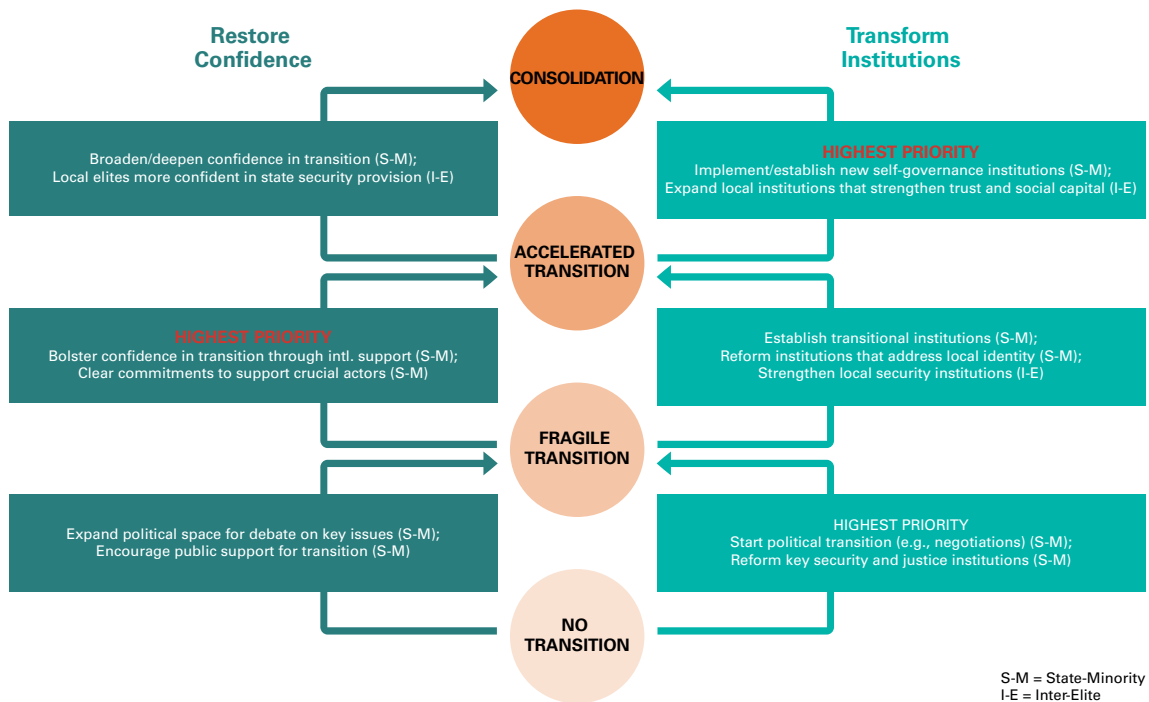 Restore
Confidence
Transform
Institutions
CONSOLIDATION
Broaden/deepen confidence in transition (S-M);
Local elites more confident in state security provision (I-E)
HIGHEST PRIORITY
Implement/establish new self-governance institutions (S-M);
Expand local institutions that strengthen trust and social capital (I-E)
ACCELERATED
TRANSITION
HIGHEST PRIORITY
Bolster confidence in transition through intl. support (S-M);
Clear commitments to support crucial actors (S-M)
Establish transitional institutions (S-M);
Reform institutions that address local identity (S-M);
Strengthen local security institutions (I-E)
FRAGILE
TRANSITION
Expand political space for debate on key issues (S-M);
Encourage public support for transition (S-M)
HIGHEST PRIORITY
Start political transition (e.g., negotiations) (S-M);
Reform key security and justice institutions (S-M)
NO
TRANSITION
S-M = State-Minority
I-E = Inter-Elite